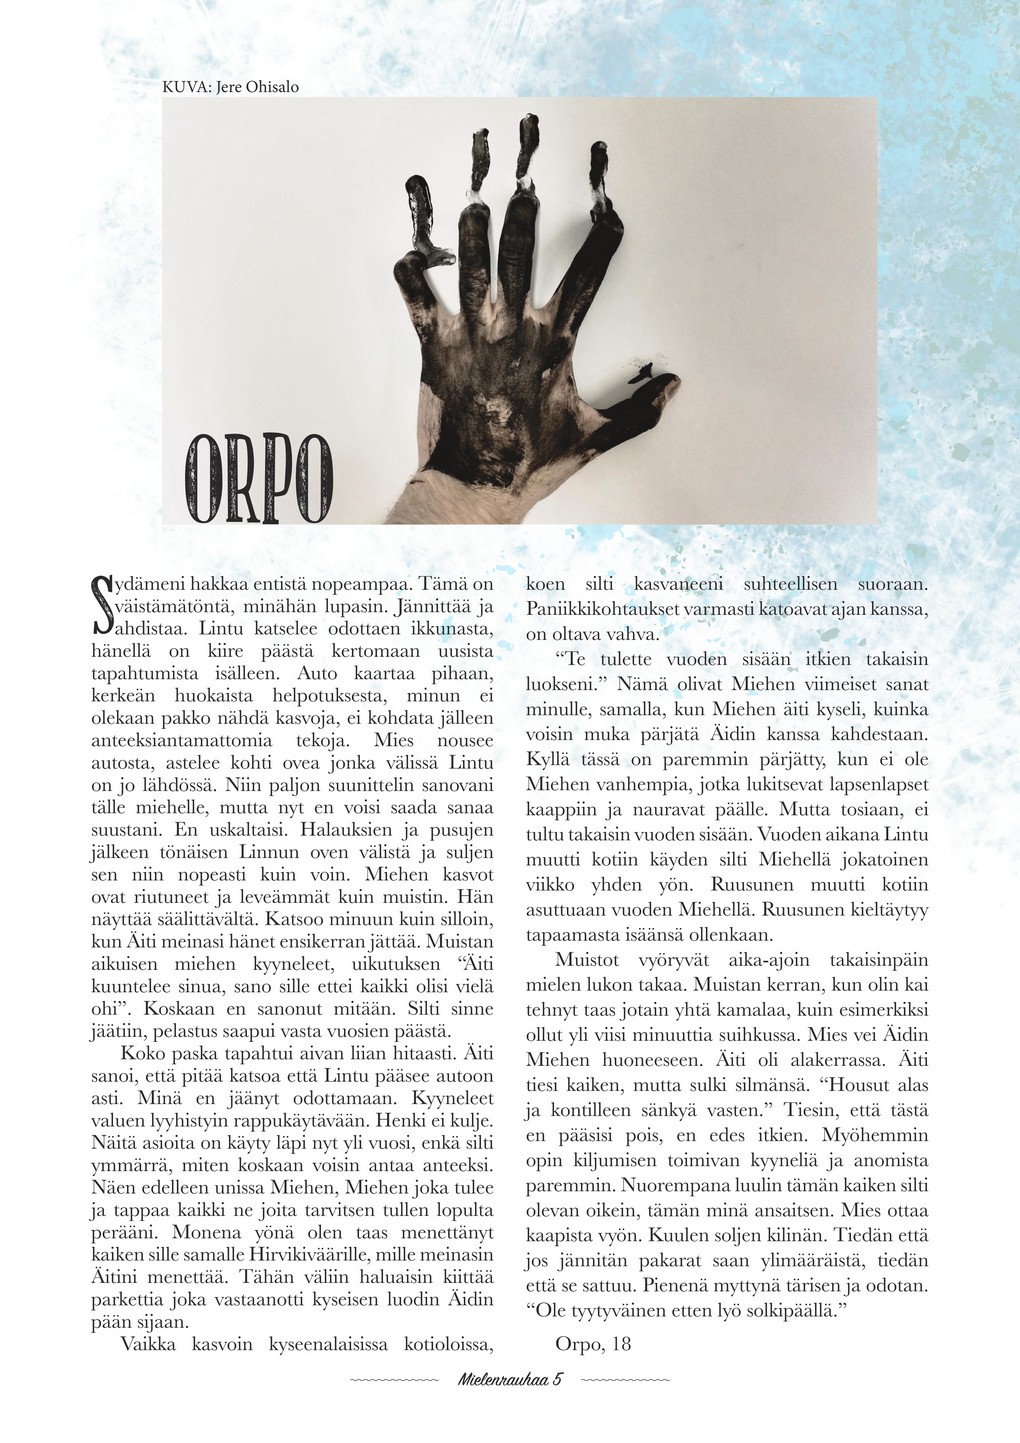 KUVA: Jere Ohisalo
ORPO
Sydämeni hakkaa entistä nopeampaa. Tämä on
väistämätöntä, minähän lupasin. Jännittää ja
ahdistaa. Lintu katselee odottaen ikkunasta,
hänellä on kiire päästä kertomaan uusista
tapahtumista isälleen. Auto kaartaa pihaan,
kerkeän huokaista helpotuksesta, minun ei
olekaan pakko nähdä kasvoja, ei kohdata jälleen
anteeksiantamattomia tekoja. Mies nousee
autosta, astelee kohti ovea jonka välissä Lintu
on jo lähdössä. Niin paljon suunittelin sanovani
tälle miehelle, mutta nyt en voisi saada sanaa
suustani. En uskaltaisi. Halauksien ja pusujen
jälkeen tönäisen Linnun oven välistä ja suljen
sen niin nopeasti kuin voin. Miehen kasvot
ovat riutuneet ja leveämmät kuin muistin. Hän
näyttää säälittävältä. Katsoo minuun kuin silloin,
kun Äiti meinasi hänet ensikerran jättää. Muistan
aikuisen miehen kyyneleet, uikutuksen “Äiti
kuuntelee sinua, sano sille ettei kaikki olisi vielä
ohi”. Koskaan en sanonut mitään. Silti sinne
jäätiin, pelastus saapui vasta vuosien päästä.
Koko paska tapahtui aivan liian hitaasti. Äiti
sanoi, että pitää katsoa että Lintu pääsee autoon
asti. Minä en jäänyt odottamaan. Kyyneleet
valuen lyyhistyin rappukäytävään. Henki ei kulje.
Näitä asioita on käyty läpi nyt yli vuosi, enkä silti
ymmärrä, miten koskaan voisin antaa anteeksi.
Näen edelleen unissa Miehen, Miehen joka tulee
ja tappaa kaikki ne joita tarvitsen tullen lopulta
perääni. Monena yönä olen taas menettänyt
kaiken sille samalle Hirvikiväärille, mille meinasin
Äitini menettää. Tähän väliin haluaisin kiittää
parkettia joka vastaanotti kyseisen luodin Äidin
pään sijaan.
Vaikka kasvoin kyseenalaisissa kotioloissa,
koen silti kasvaneeni suhteellisen suoraan.
Paniikkikohtaukset varmasti katoavat ajan kanssa,
on oltava vahva.
“Te tulette vuoden sisään itkien takaisin
luokseni.” Nämä olivat Miehen viimeiset sanat
minulle, samalla, kun Miehen äiti kyseli, kuinka
voisin muka pärjätä Äidin kanssa kahdestaan.
Kyllä tässä on paremmin pärjätty, kun ei ole
Miehen vanhempia, jotka lukitsevat lapsenlapset
kaappiin ja nauravat päälle. Mutta tosiaan, ei
tultu takaisin vuoden sisään. Vuoden aikana Lintu
muutti kotiin käyden silti Miehellä jokatoinen
viikko yhden yön. Ruusunen muutti kotiin
asuttuaan vuoden Miehellä. Ruusunen kieltäytyy
tapaamasta isäänsä ollenkaan.
Muistot vyöryvät aika-ajoin takaisinpäin
mielen lukon takaa. Muistan kerran, kun olin kai
tehnyt taas jotain yhtä kamalaa, kuin esimerkiksi
ollut yli viisi minuuttia suihkussa. Mies vei Äidin
Miehen huoneeseen. Äiti oli alakerrassa. Äiti
tiesi kaiken, mutta sulki silmänsä. “Housut alas
ja kontilleen sänkyä vasten.” Tiesin, että tästä
en pääsisi pois, en edes itkien. Myöhemmin
opin kiljumisen toimivan kyyneliä ja anomista
paremmin. Nuorempana luulin tämän kaiken silti
olevan oikein, tämän minä ansaitsen. Mies ottaa
kaapista vyön. Kuulen soljen kilinän. Tiedän että
jos jännitän pakarat saan ylimääräistä, tiedän
että se sattuu. Pienenä myttynä tärisen ja odotan.
“Ole tyytyväinen etten lyö solkipäällä.”
Orpo, 18
Mielenrauhaa 5